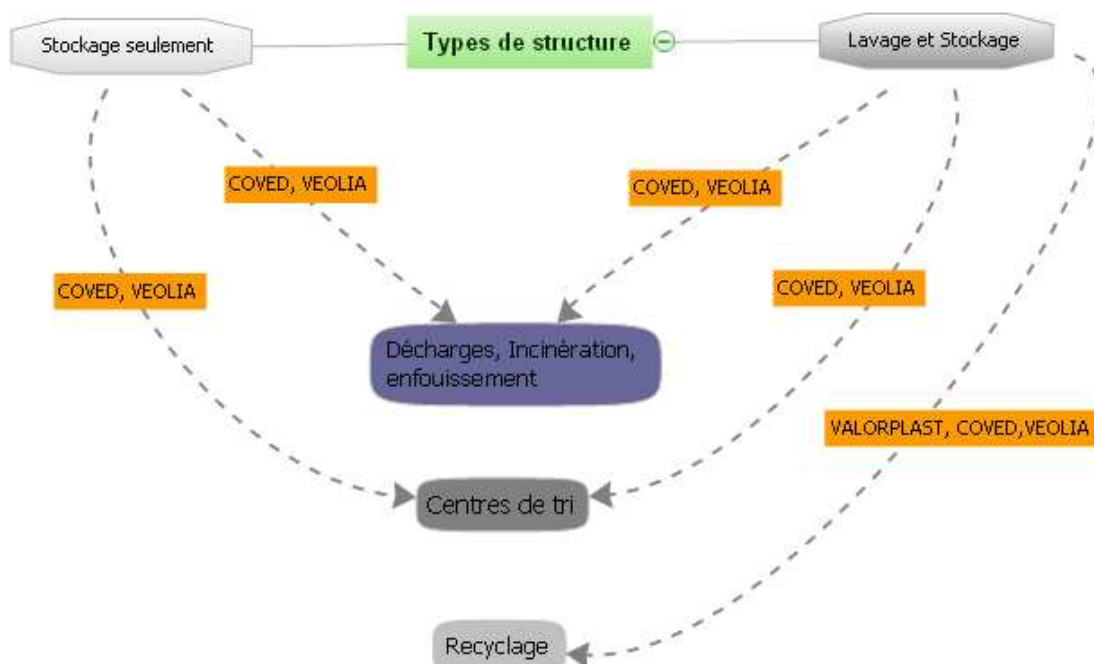 Stockage seulement
Types de structure
Lavage et Stockage
COVED, VEOLIA
COVED, VEOLIA
COVED, VEOLIA
COVED, VEOLIA
Décharges, Incinération,
enfouissement
VALORPLAST, COVED,VEOLIA
Centres de tri
Recyclage